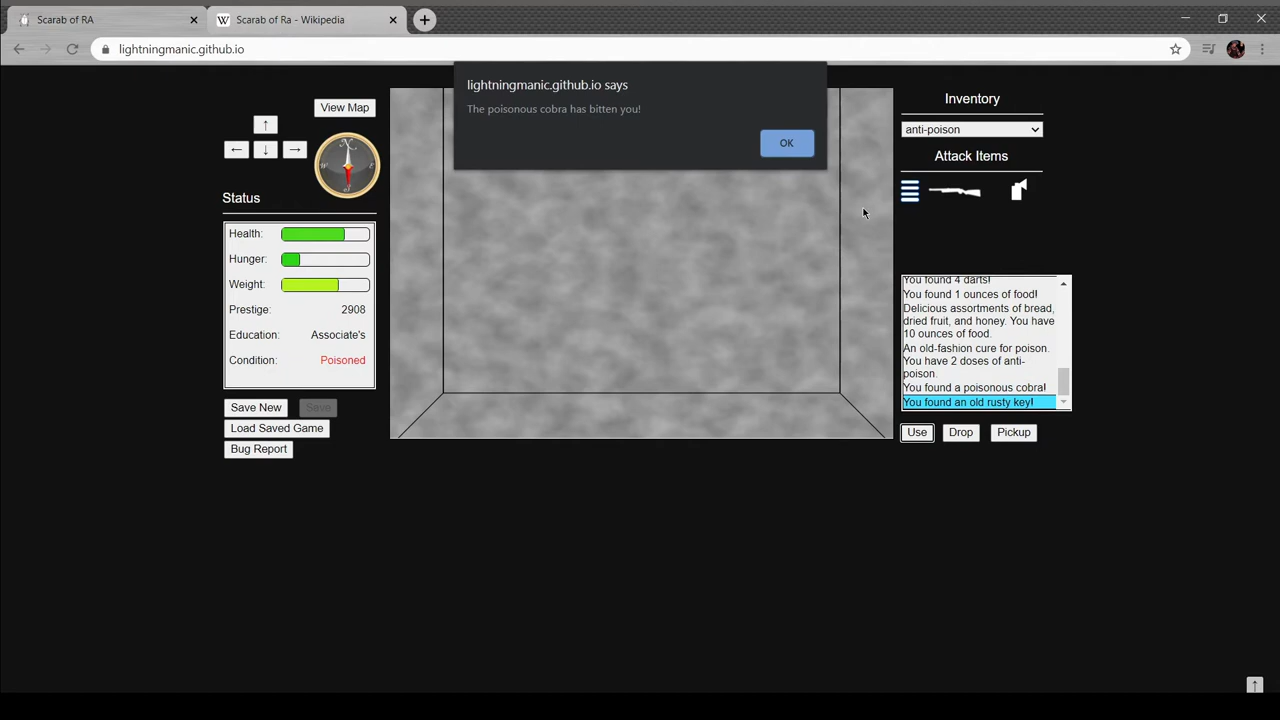 Scarab of RA
Scarab of Ra - Wikipedia
lightningmanic.github.io
lightningmanic.github.io says
The poisonous cobra has bitten you!
OK
View Map
Status
Health:
Hunger:
Weight:
Prestige: 2908
Education: Associate's
Condition: Poisoned
Save New Save
Load Saved Game
Bug Report
Inventory
anti-poison
Attack Items
You found 4 darts!
You found 1 ounces of food!
Delicious assortments of bread,
dried fruit, and honey. You have
10 ounces of food.
An old-fashion cure for poison.
You have 2 doses of anti-
poison.
You found a poisonous cobra!
You found an old rusty key!
Use Drop Pickup